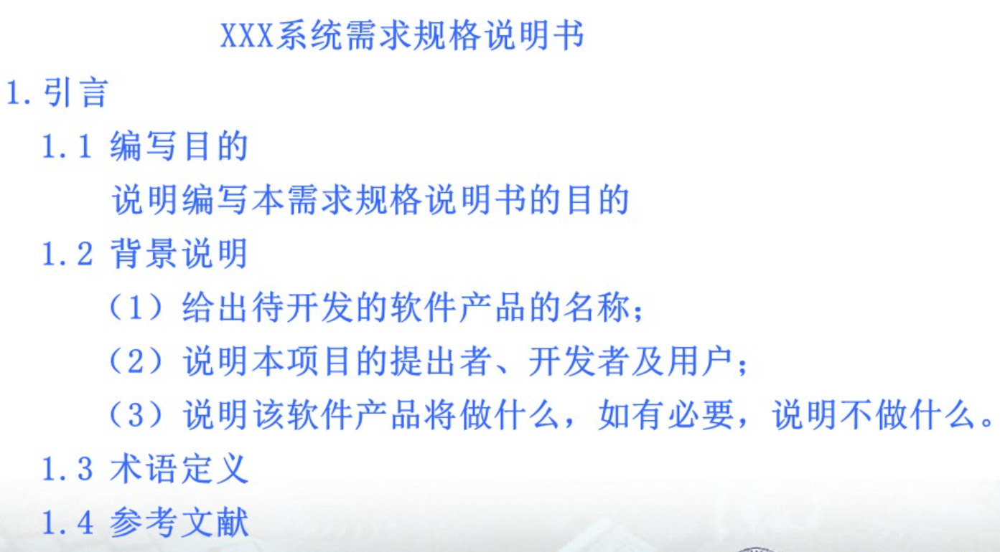 XXX系统需求规格说明书
1.引言
1.1 编写目的
说明编写本需求规格说明书的目的
1.2 背景说明
（1）给出待开发的软件产品的名称；
（2）说明本项目的提出者、开发者及用户；
（3）说明该软件产品将做什么，如有必要，说明不做什么。
1.3 术语定义
1.4 参考文献